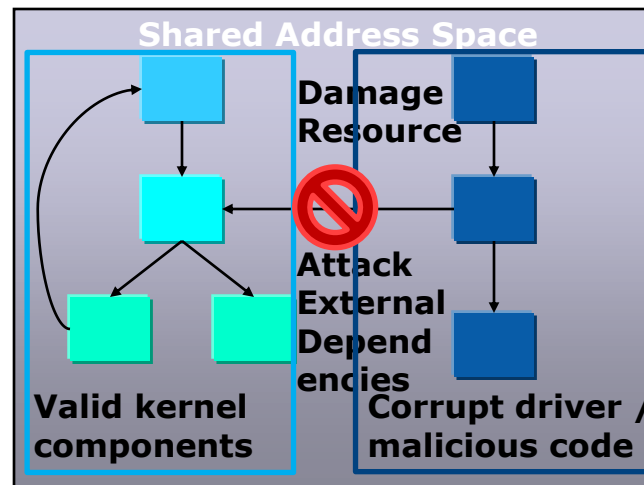 Shared Address Space
Damage
Resource
Attack
External
Depend
encies
Valid kernel
components
Corrupt driver /
malicious code